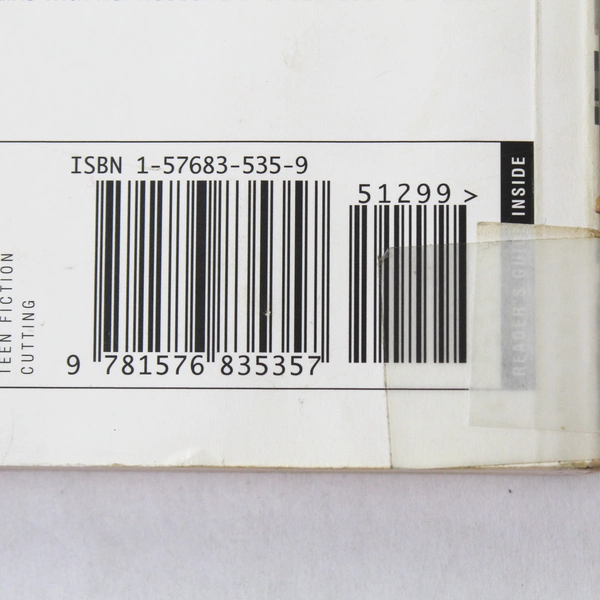 ISBN 1-57683-535-9
51299 >
9 781576 835357
TEEN FICTION
CUTTING
READER'S GUIDE INSIDE